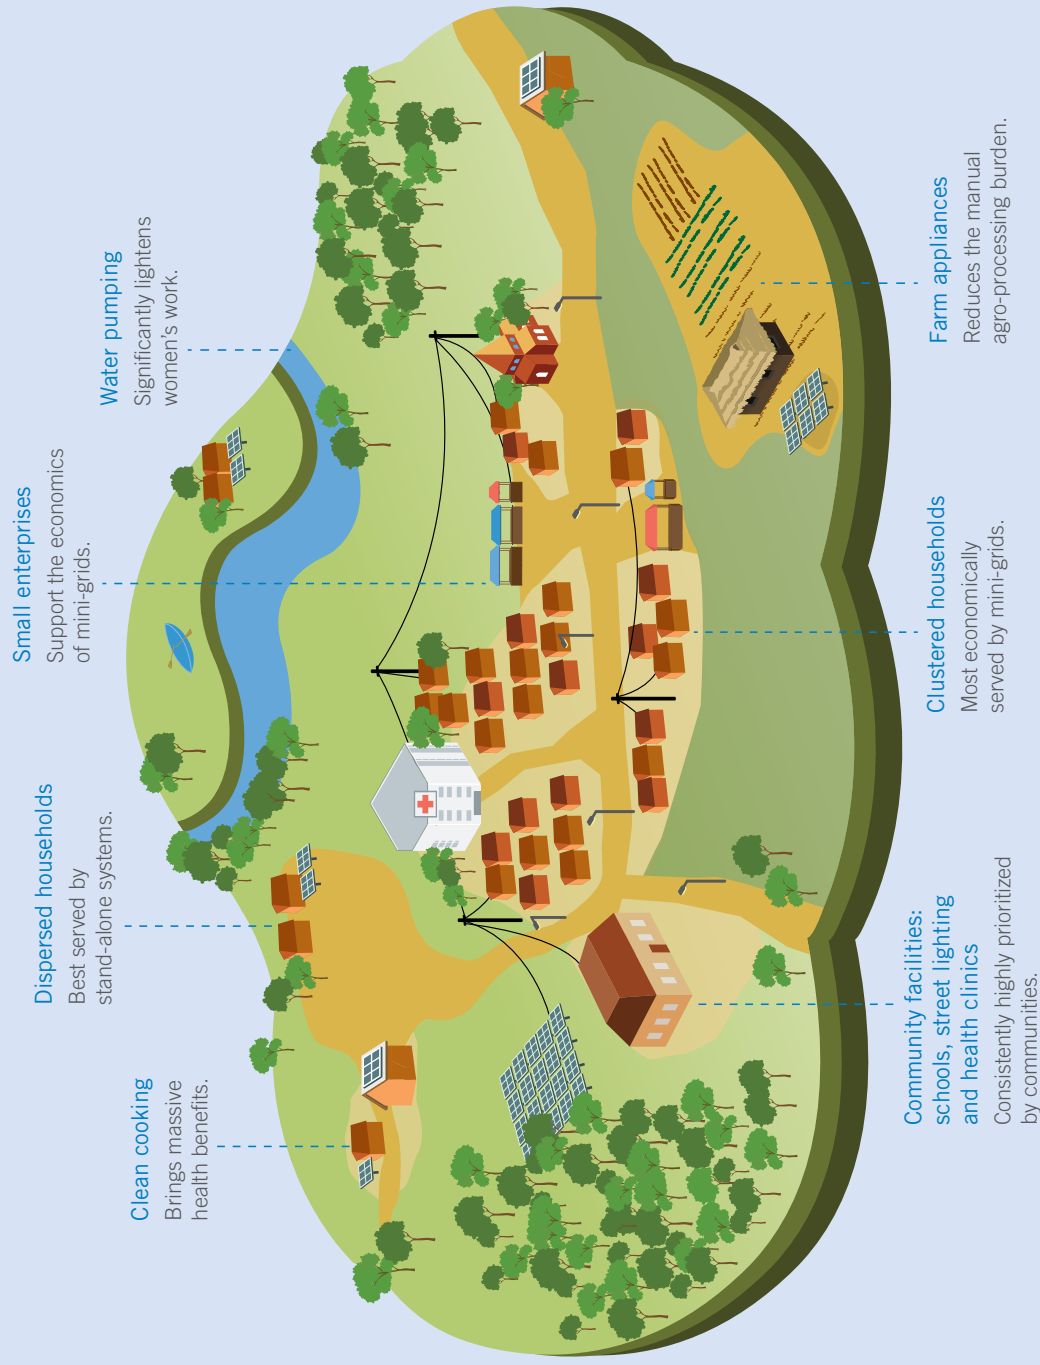 Clean cooking
Brings massive
health benefits.
Dispersed households
Best served by
stand-alone systems.
Small enterprises
Support the economics
of mini-grids.
Water pumping
Significantly lightens
women's work.
Community facilities:
schools, street lighting
and health clinics
Consistently highly prioritized
by communities.
Clustered households
Most economically
served by mini-grids.
Farm appliances
Reduces the manual
agro-processing burden.